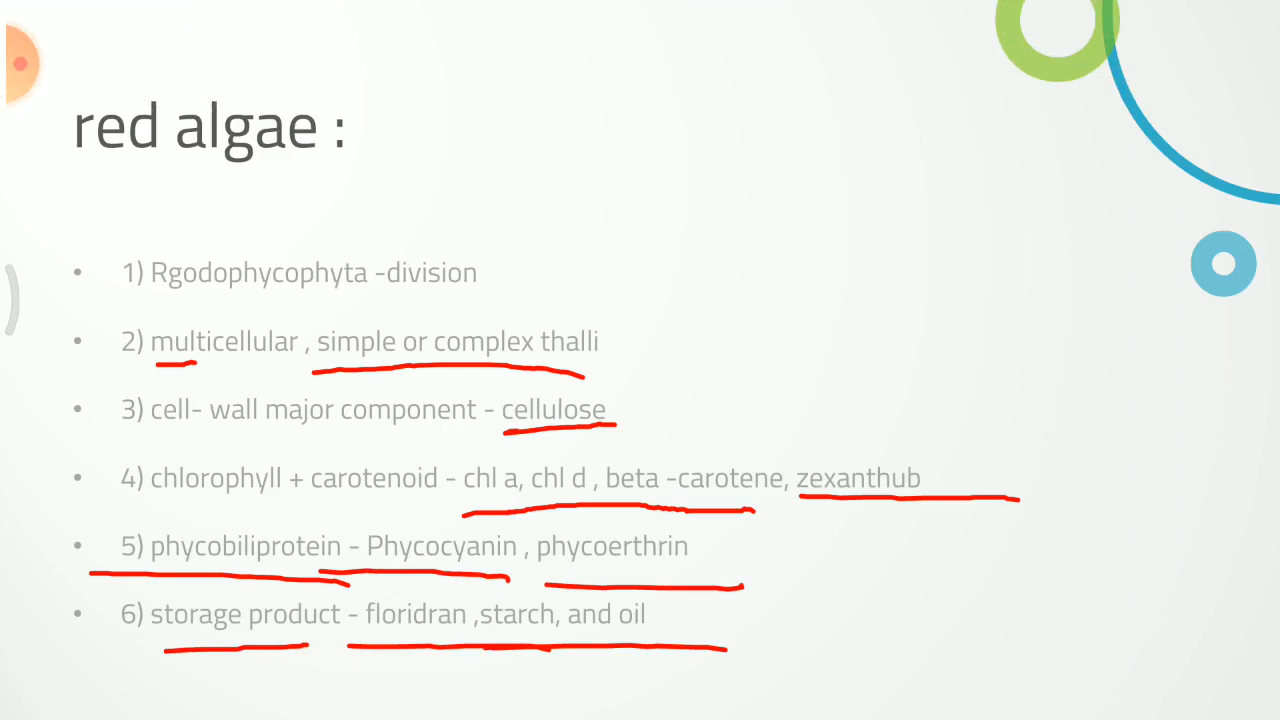 red algae :
• 1) Rgodophycophyta -division
• 2) multicellular , simple or complex thalli
• 3) cell- wall major component - cellulose
• 4) chlorophyll + carotenoid - chl a, chl d , beta -carotene, zexanthub
• 5) phycobiliprotein - Phycocyanin , phycoerthrin
• 6) storage product - floridran ,starch, and oil